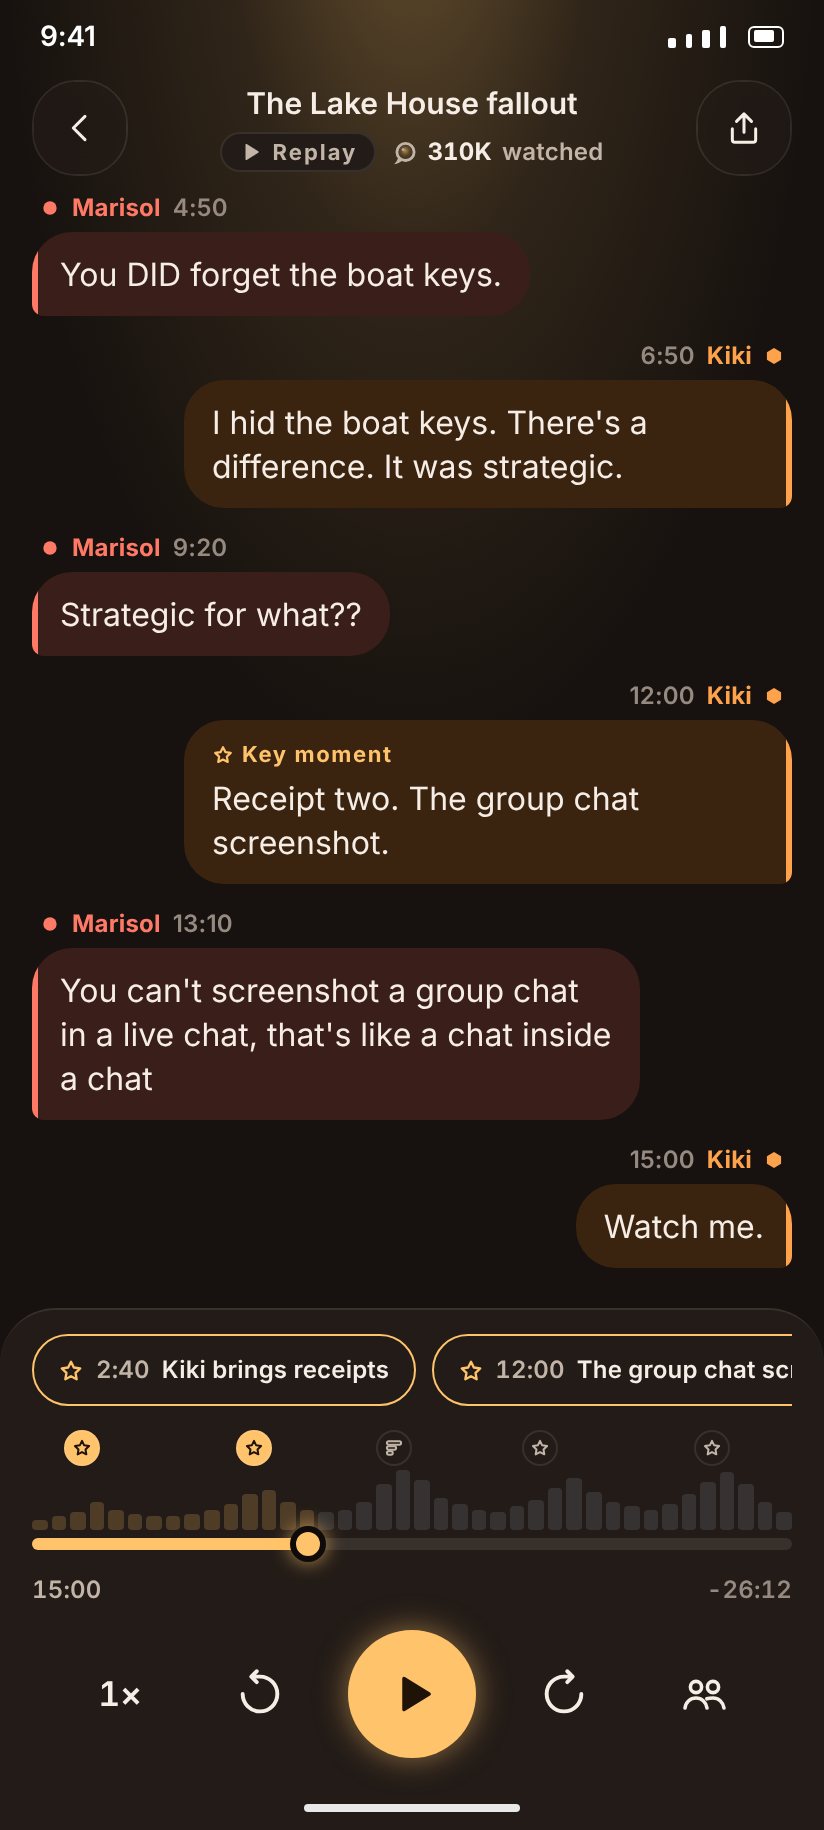 9:41
The Lake House fallout
Replay 310K watched
Marisol 4:50
You DID forget the boat keys.
6:50 Kiki
I hid the boat keys. There's a
difference. It was strategic.
Marisol 9:20
Strategic for what??
12:00 Kiki
Key moment
Receipt two. The group chat
screenshot.
Marisol 13:10
You can't screenshot a group chat
in a live chat, that's like a chat inside
a chat
15:00 Kiki
Watch me.
2:40 Kiki brings receipts
12:00 The group chat scr
15:00
-26:12
1×